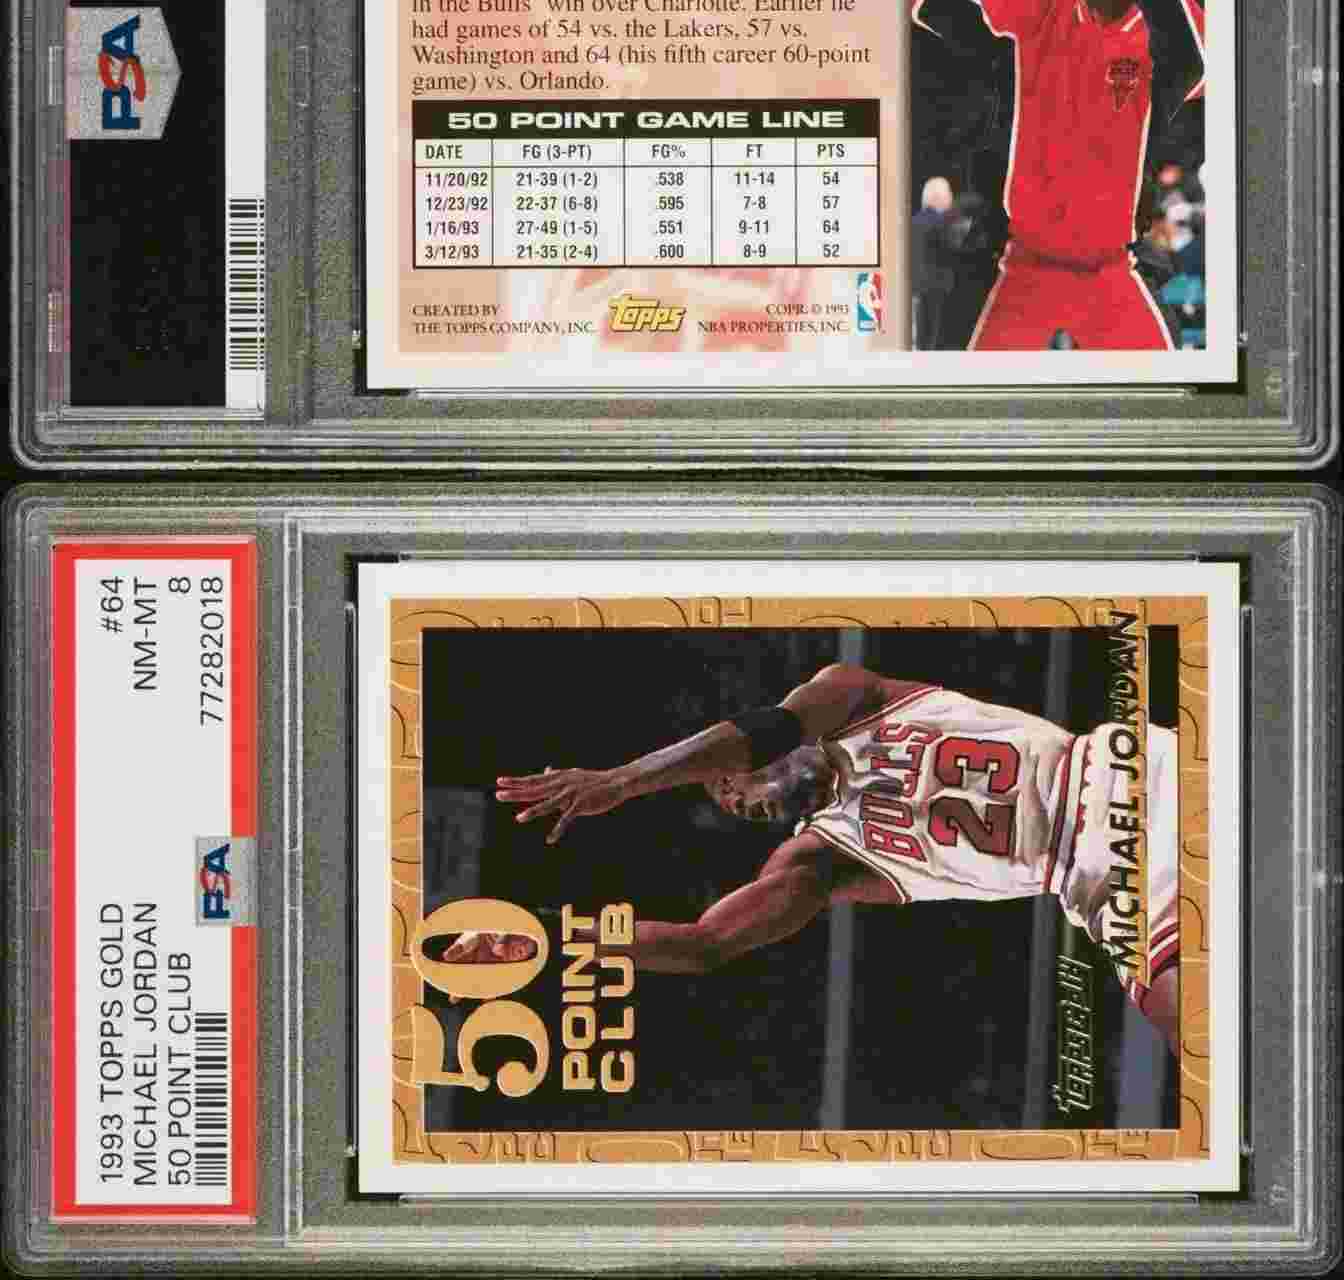 PSA
in the Bulls' win over Charlotte. Earlier he
had games of 54 vs. the Lakers, 57 vs.
Washington and 64 (his fifth career 60-point
game) vs. Orlando.
50 POINT GAME LINE
DATE FG (3-PT) FG% FT PTS
11/20/92 21-39 (1-2) .538 11-14 54
12/23/92 22-37 (6-8) .595 7-8 57
1/16/93 27-49 (1-5) .551 9-11 64
3/12/93 21-35 (2-4) .600 8-9 52
CREATED BY
THE TOPPS COMPANY, INC.
Topps
COPR. © 1993
NBA PROPERTIES, INC.
1993 TOPPS GOLD #64
MICHAEL JORDAN NM-MT
50 POINT CLUB 8
77282018
PSA
50
POINT
CLUB
BULLS
23
TOPPS GOLD
MICHAEL JORDAN